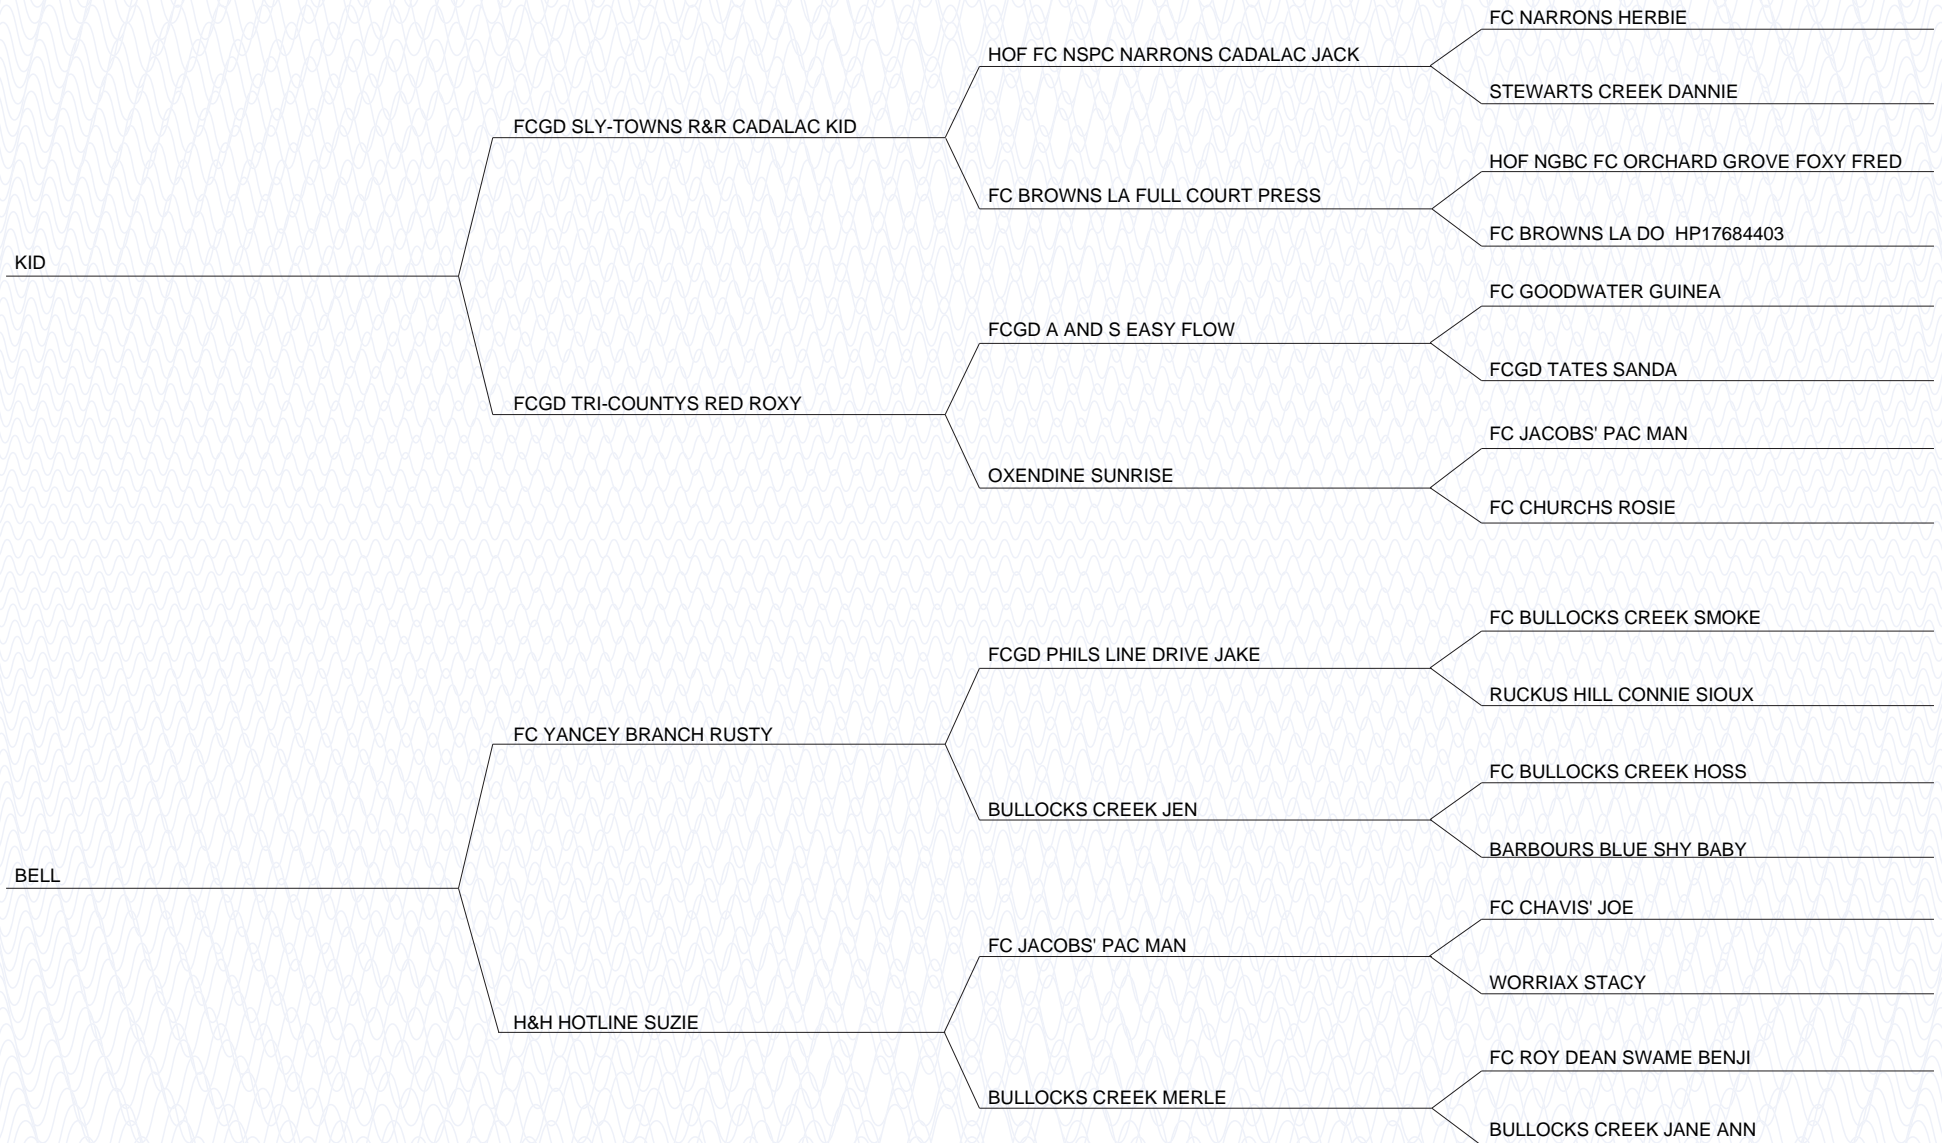 FC NARRONS HERBIE
HOF FC NSPC NARRONS CADALAC JACK
STEWARTS CREEK DANNIE
FCGD SLY-TOWNS R&R CADALAC KID
HOF NGBC FC ORCHARD GROVE FOXY FRED
FC BROWNS LA FULL COURT PRESS
FC BROWNS LA DO  HP17684403
KID
FC GOODWATER GUINEA
FCGD A AND S EASY FLOW
FCGD TATES SANDA
FCGD TRI-COUNTYS RED ROXY
FC JACOBS' PAC MAN
OXENDINE SUNRISE
FC CHURCHS ROSIE
FC BULLOCKS CREEK SMOKE
FCGD PHILS LINE DRIVE JAKE
RUCKUS HILL CONNIE SIOUX
FC YANCEY BRANCH RUSTY
FC BULLOCKS CREEK HOSS
BULLOCKS CREEK JEN
BARBOURS BLUE SHY BABY
BELL
FC CHAVIS' JOE
FC JACOBS' PAC MAN
WORRIAX STACY
H&H HOTLINE SUZIE
FC ROY DEAN SWAME BENJI
BULLOCKS CREEK MERLE
BULLOCKS CREEK JANE ANN